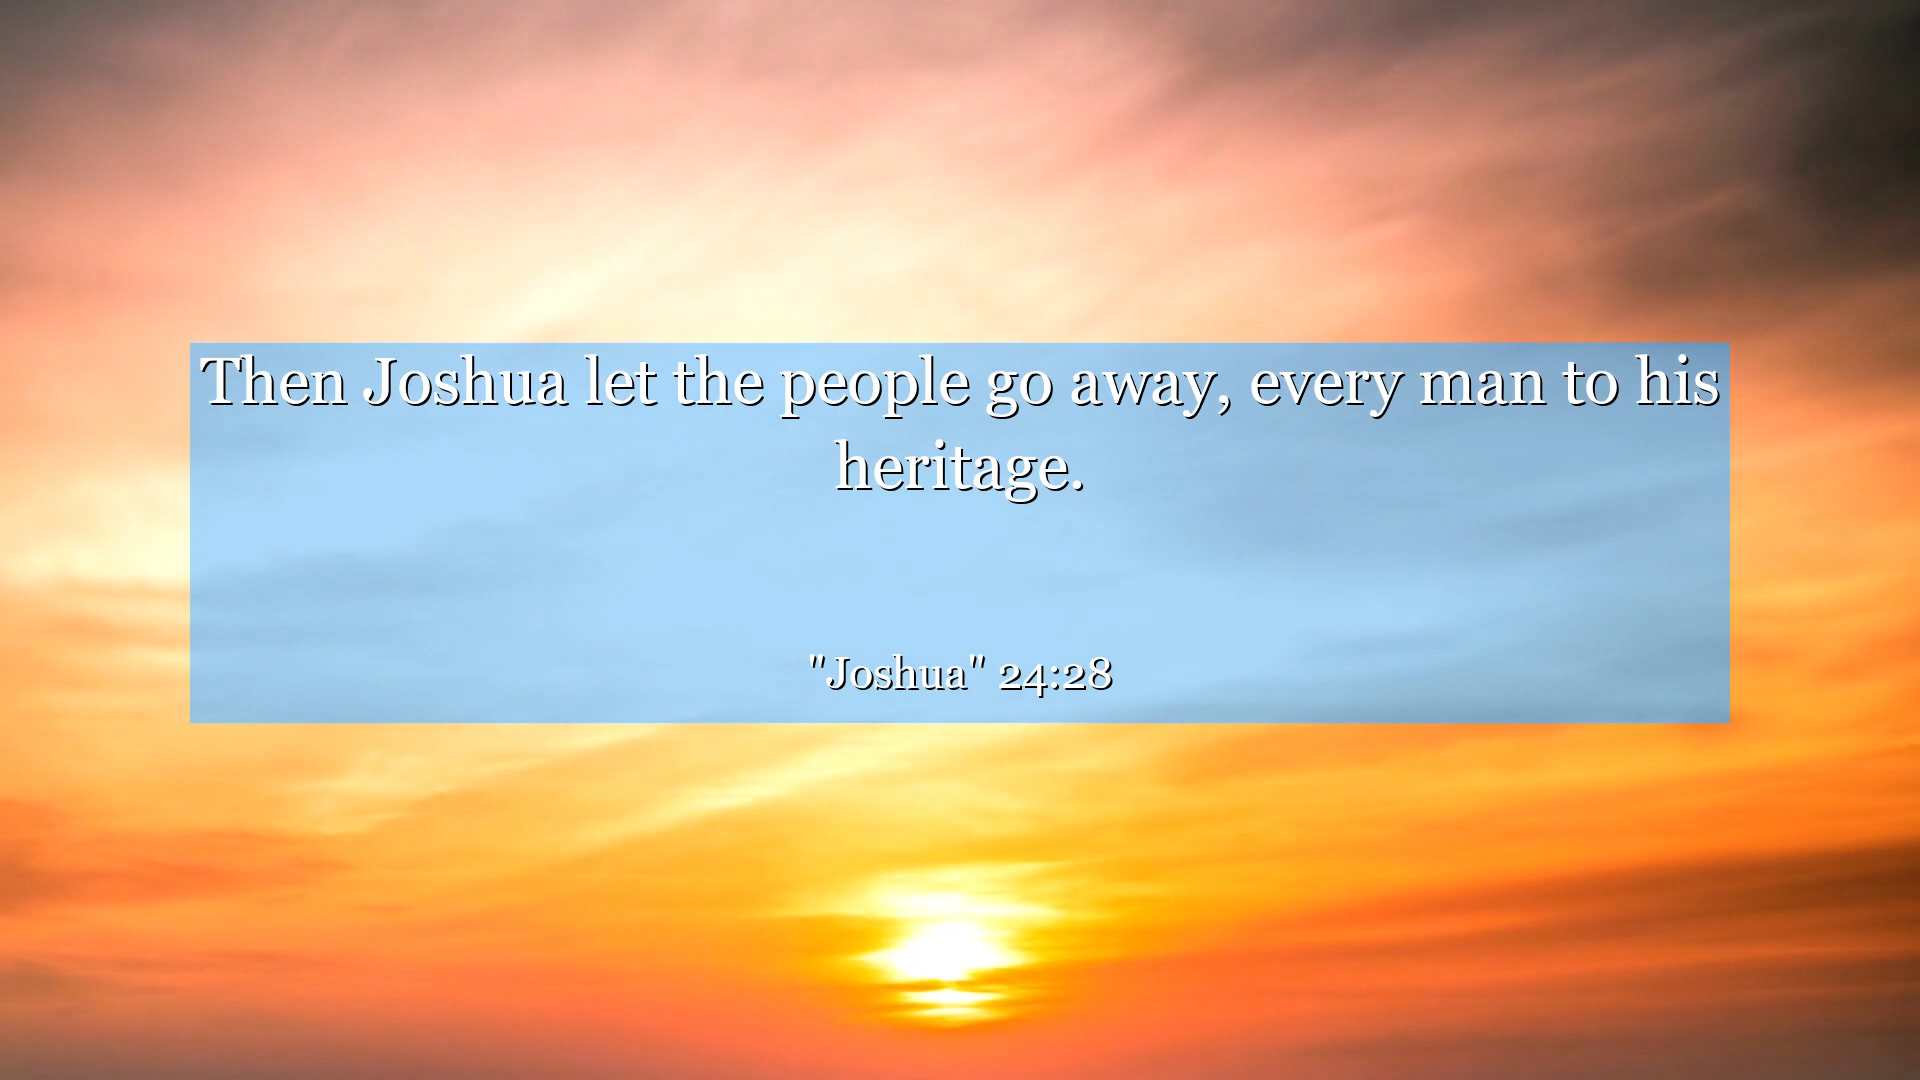 Then Joshua let the people go away, every man to his
heritage.
"Joshua" 24:28